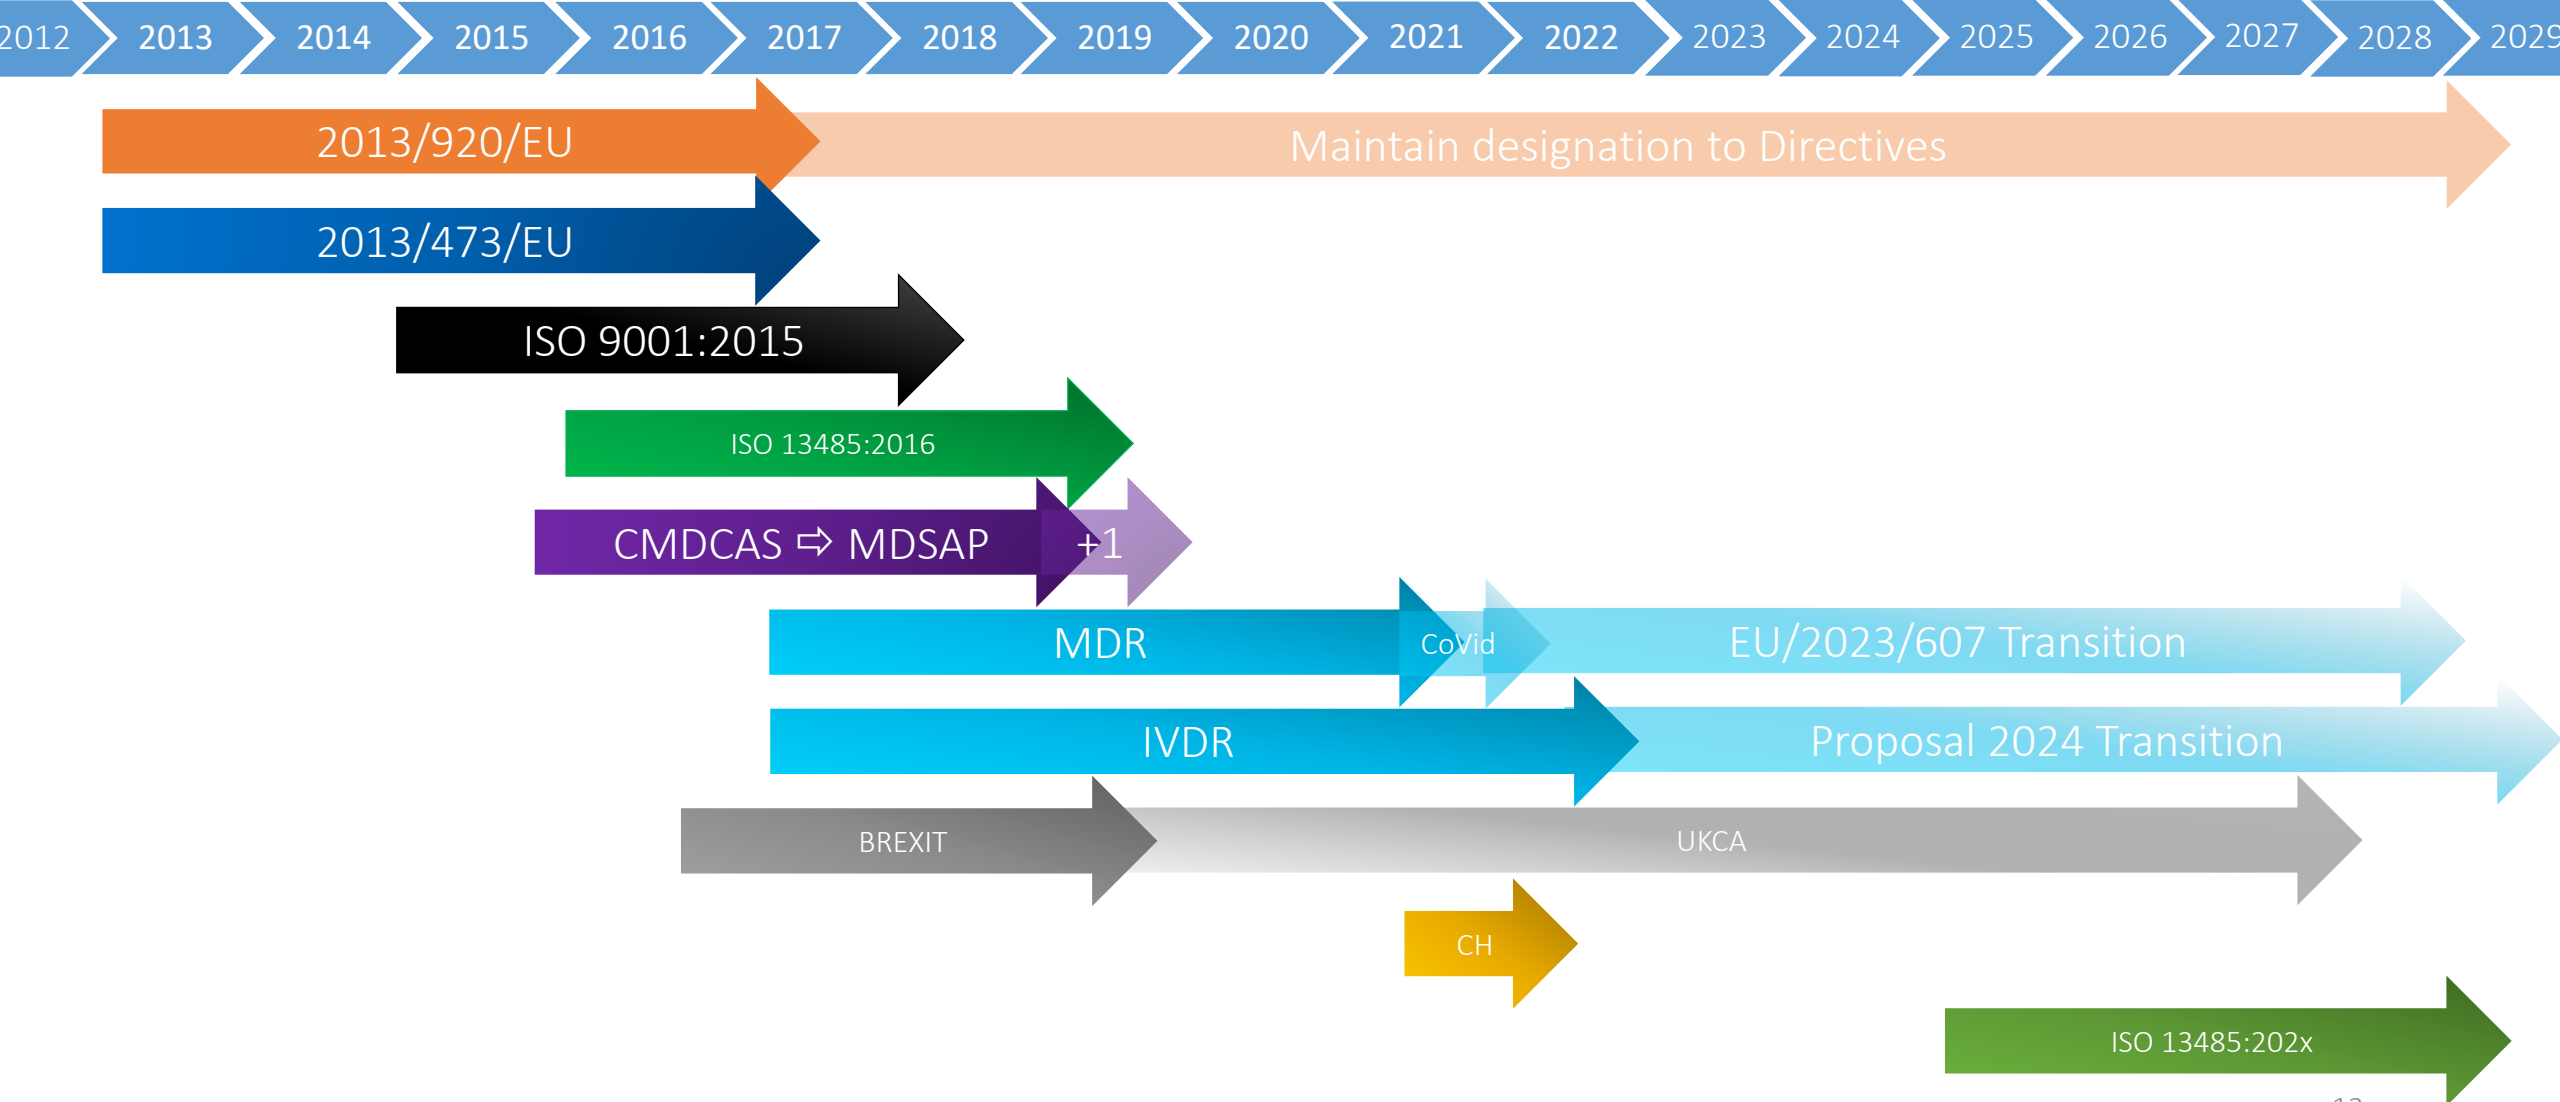 2012 2013 2014 2015 2016 2017 2018 2019 2020 2021 2022 2023 2024 2025 2026 2027 2028 2029
2013/920/EU Maintain designation to Directives
2013/473/EU
ISO 9001:2015
ISO 13485:2016
CMDCAS ⇨ MDSAP +1
MDR CoVid EU/2023/607 Transition
IVDR Proposal 2024 Transition
BREXIT UKCA
CH
ISO 13485:202x